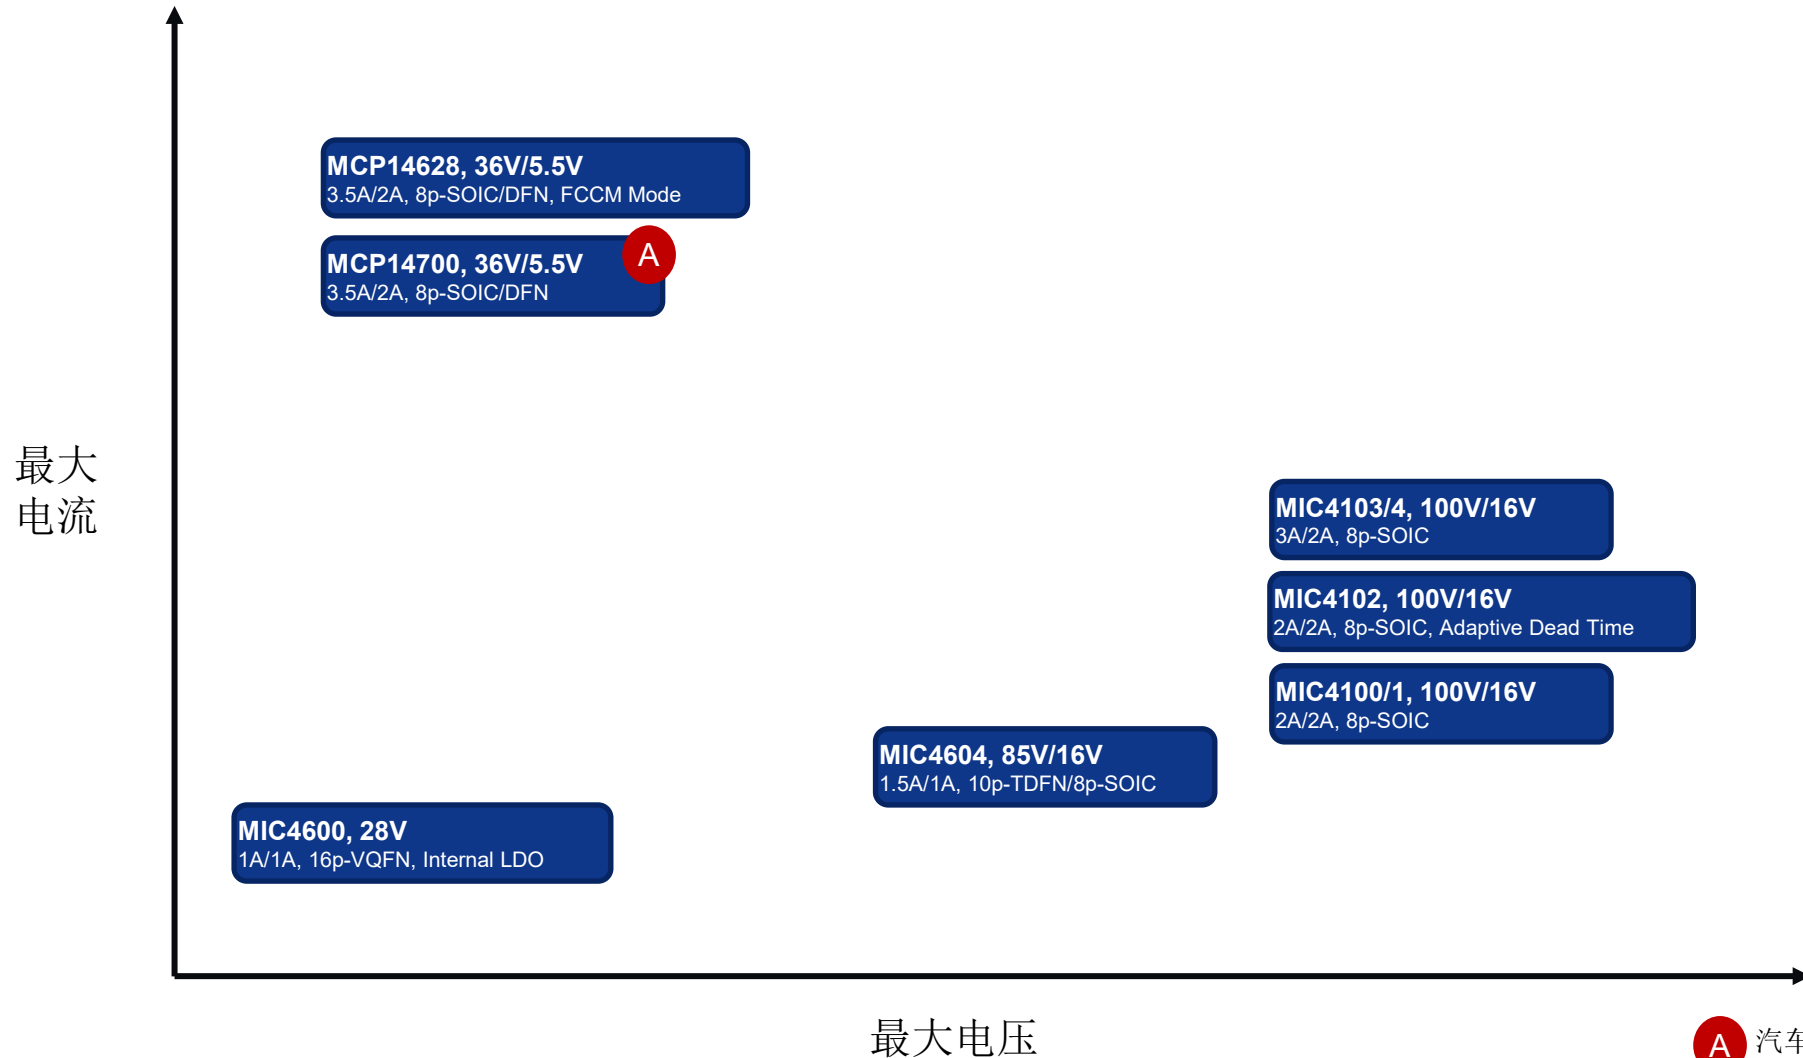 MCP14628, 36V/5.5V
3.5A/2A, 8p-SOIC/DFN, FCCM Mode
MCP14700, 36V/5.5V
A
3.5A/2A, 8p-SOIC/DFN
最大
电流
MIC4103/4, 100V/16V
3A/2A, 8p-SOIC
MIC4102, 100V/16V
2A/2A, 8p-SOIC, Adaptive Dead Time
MIC4100/1, 100V/16V
2A/2A, 8p-SOIC
MIC4604, 85V/16V
1.5A/1A, 10p-TDFN/8p-SOIC
MIC4600, 28V
1A/1A, 16p-VQFN, Internal LDO
最大电压
A 汽车